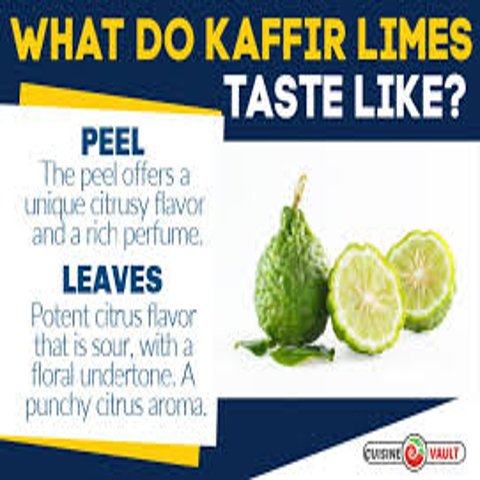 WHAT DO KAFFIR LIMES
TASTE LIKE?
PEEL
The peel offers a
unique citrusy flavor
and a rich perfume.
LEAVES
Potent citrus flavor
that is sour, with a
floral undertone. A
punchy citrus aroma.
CUISINE VAULT